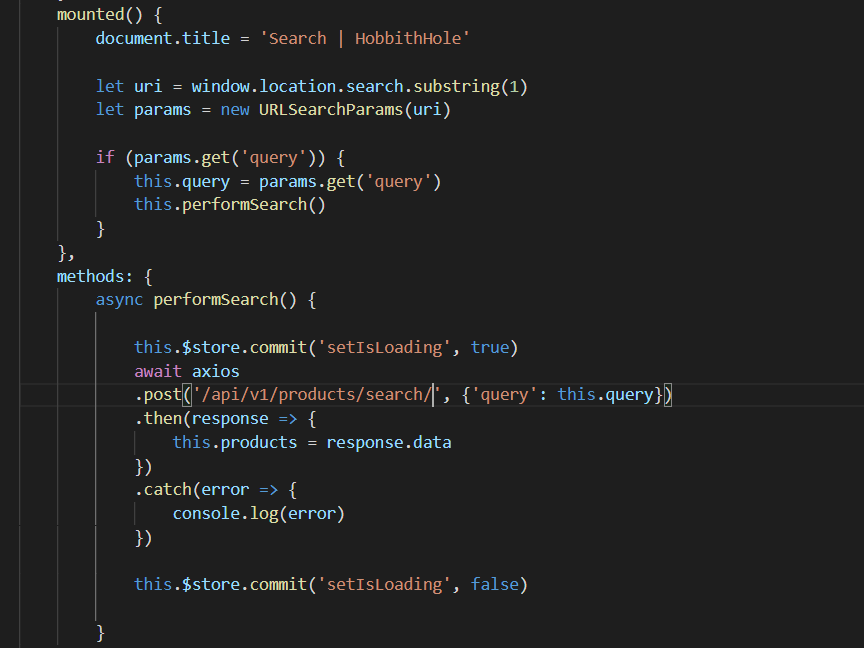 mounted() {
document.title = 'Search | HobbithHole'
let uri = window.location.search.substring(1)
let params = new URLSearchParams(uri)
if (params.get('query')) {
this.query = params.get('query')
this.performSearch()
}
},
methods: {
async performSearch() {
this.$store.commit('setIsLoading', true)
await axios
.post('/api/v1/products/search/', {'query': this.query})
.then(response => {
this.products = response.data
})
.catch(error => {
console.log(error)
})
this.$store.commit('setIsLoading', false)
}